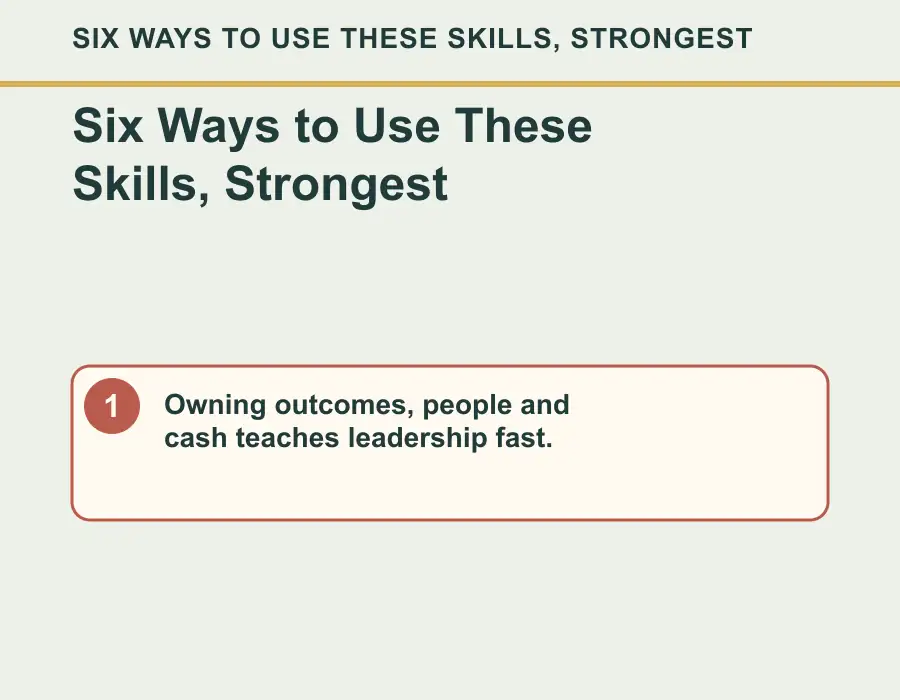 SIX WAYS TO USE THESE SKILLS, STRONGEST
Six Ways to Use These
Skills, Strongest
1
Owning outcomes, people and
cash teaches leadership fast.